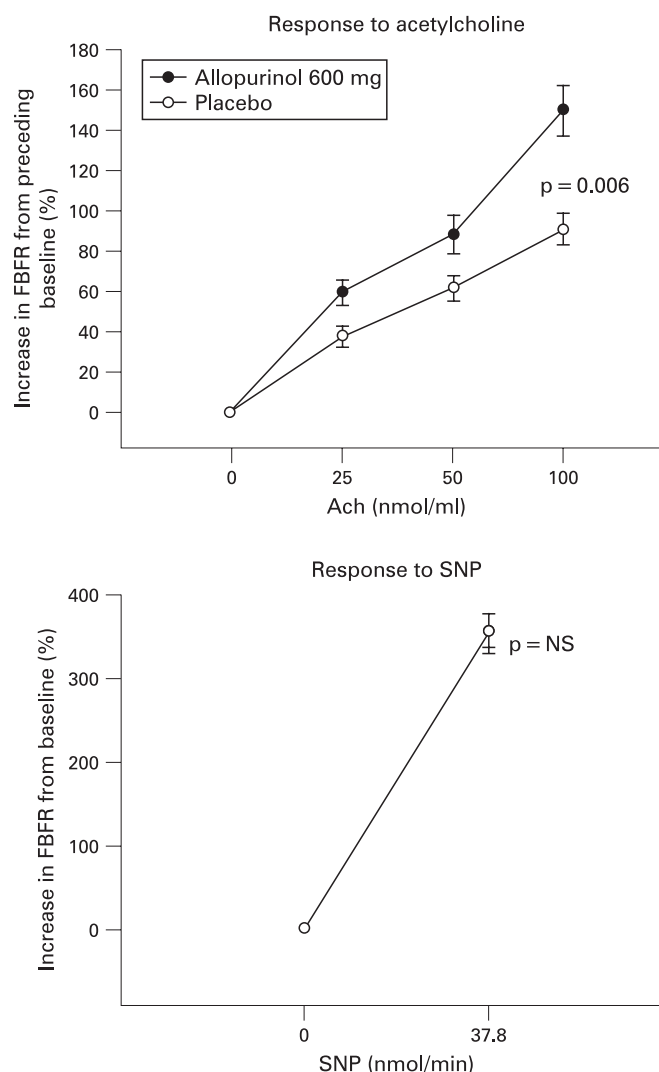 Response to acetylcholine
180
160
140
120
100
80
60
40
20
0
Increase in FBFR from preceding
baseline (%)
Allopurinol 600 mg
Placebo
p = 0.006
0 25 50 100
Ach (nmol/ml)
Response to SNP
400
300
200
100
0
Increase in FBFR from baseline (%)
p = NS
0 37.8
SNP (nmol/min)